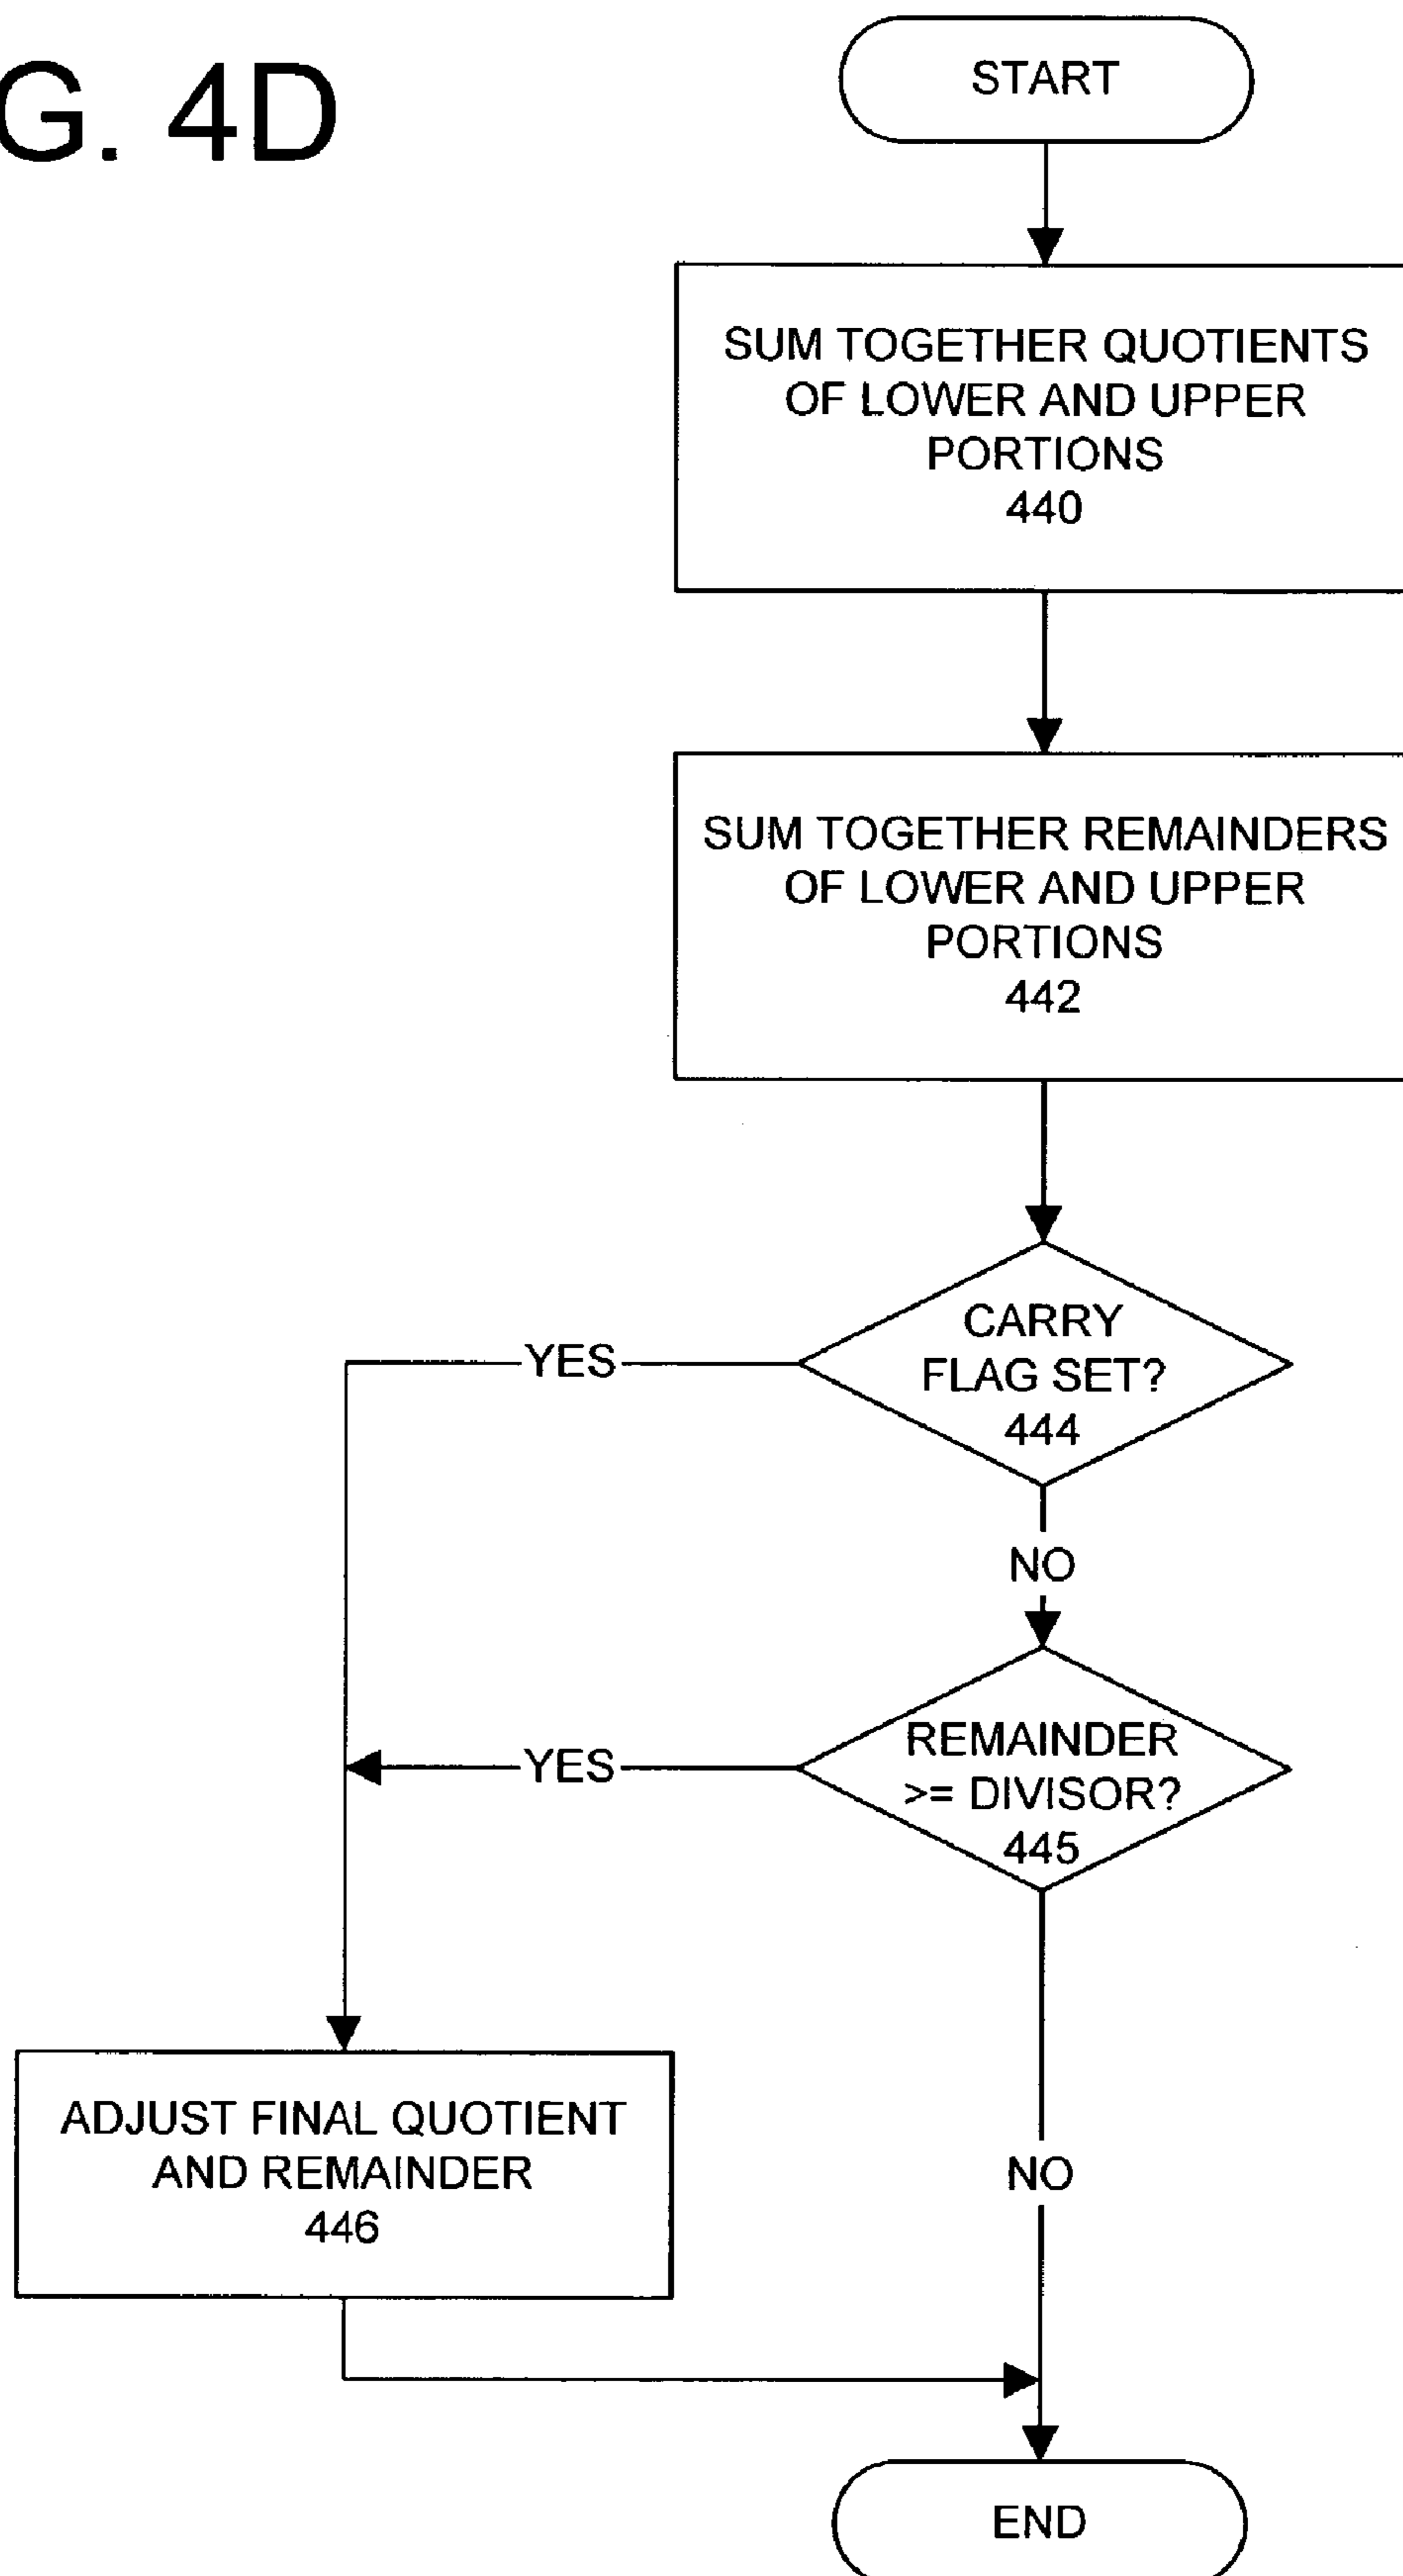 G. 4D
START
SUM TOGETHER QUOTIENTS
OF LOWER AND UPPER
PORTIONS
440
SUM TOGETHER REMAINDERS
OF LOWER AND UPPER
PORTIONS
442
CARRY
FLAG SET?
444
YES
NO
REMAINDER
>= DIVISOR?
445
YES
NO
ADJUST FINAL QUOTIENT
AND REMAINDER
446
END